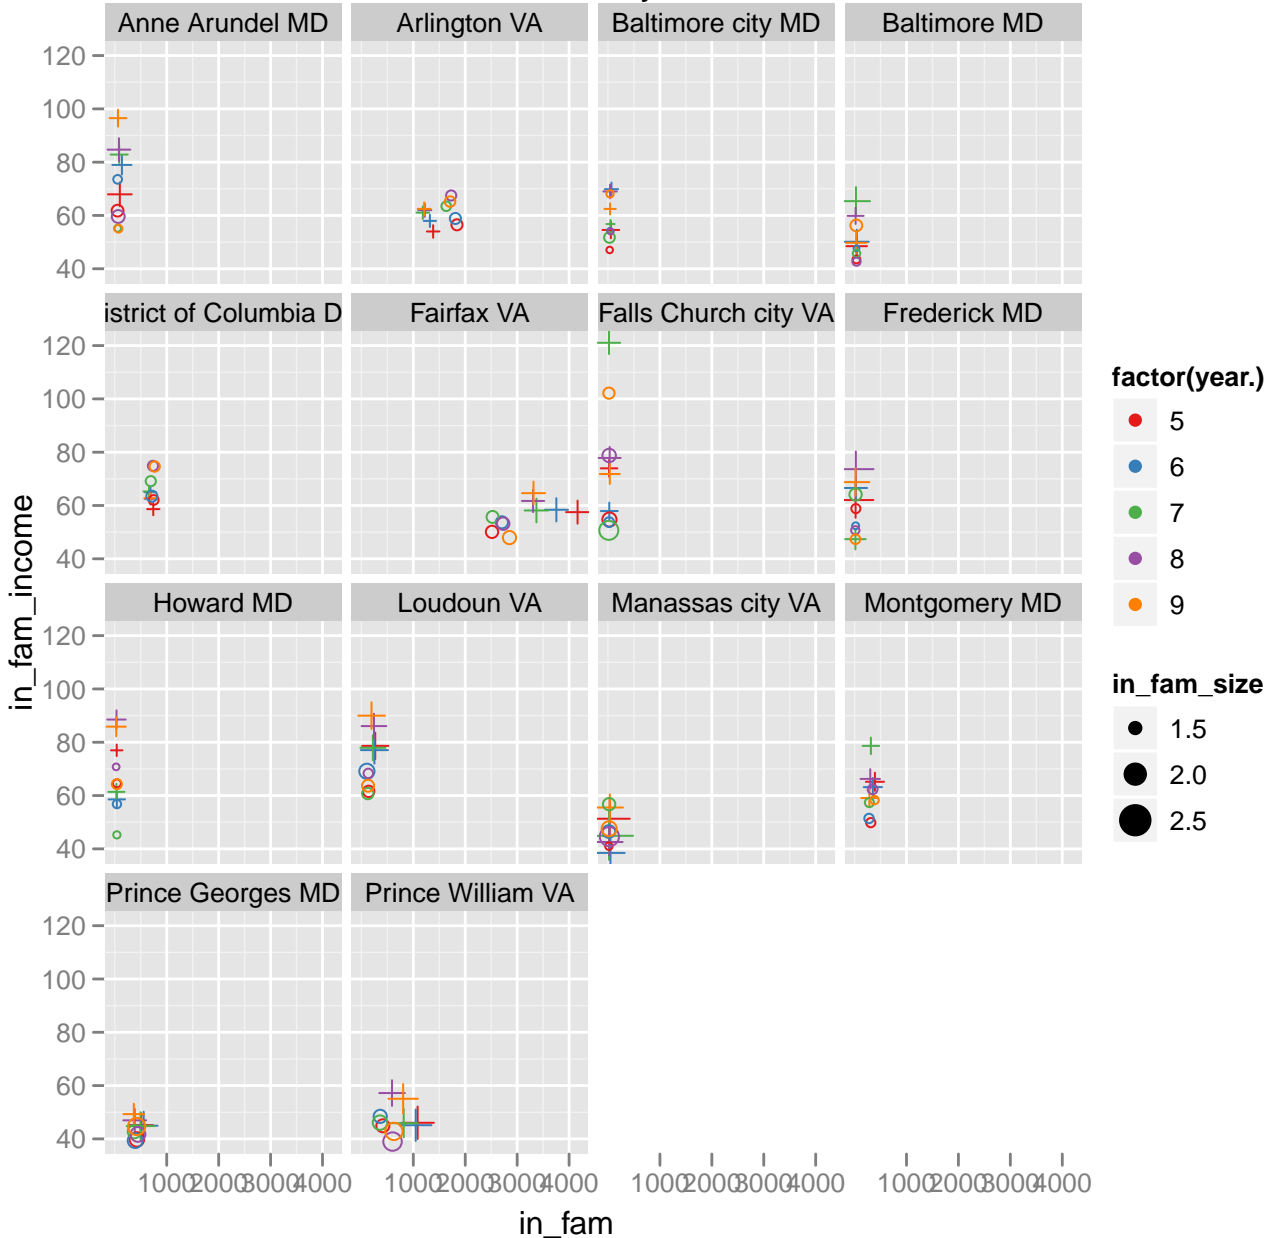 Anne Arundel MD
Arlington VA
Baltimore city MD
Baltimore MD
120
100
80
60
40
istrict of Columbia D
Fairfax VA
Falls Church city VA
Frederick MD
120
100
80
60
40
Howard MD
Loudoun VA
Manassas city VA
Montgomery MD
120
100
80
60
40
Prince Georges MD
Prince William VA
120
100
80
60
40
1000 2000 3000 4000
1000 2000 3000 4000
1000 2000 3000 4000
1000 2000 3000 4000
in_fam
in_fam_income
factor(year.)
5
6
7
8
9
in_fam_size
1.5
2.0
2.5